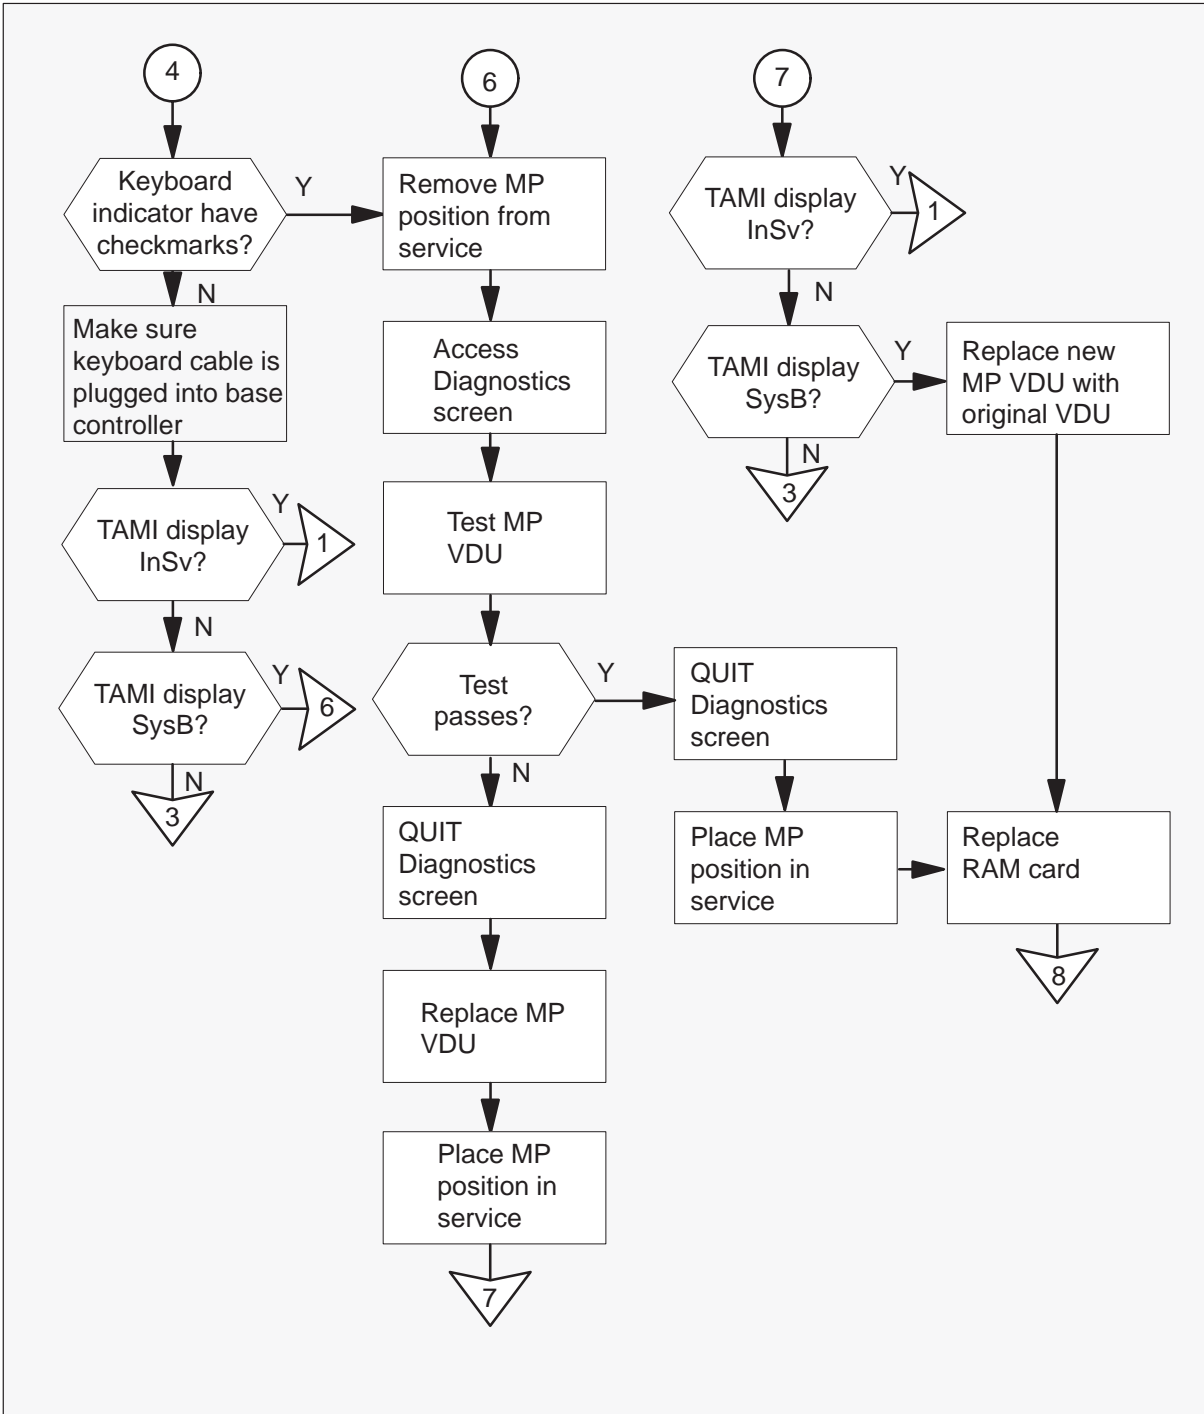 4
Keyboard
indicator have
checkmarks?
Y
N
Make sure
keyboard cable is
plugged into base
controller
TAMI display
InSv?
Y
1
N
TAMI display
SysB?
Y
6
N
3
6
Remove MP
position from
service
Access
Diagnostics
screen
Test MP
VDU
Test
passes?
Y
N
QUIT
Diagnostics
screen
Replace MP
VDU
Place MP
position in
service
7
QUIT
Diagnostics
screen
Place MP
position in
service
7
TAMI display
InSv?
Y
1
N
TAMI display
SysB?
Y
N
3
Replace new
MP VDU with
original VDU
Replace
RAM card
8